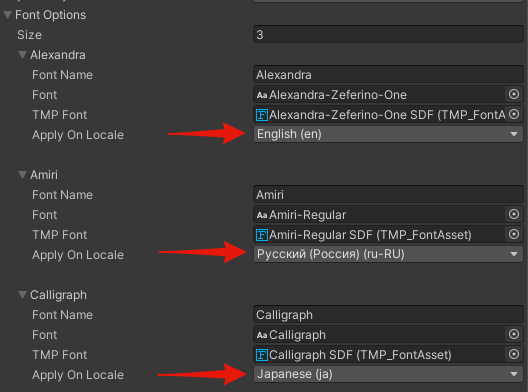 Font Options
Size 3
Alexandra
Font Name Alexandra
Font Aa Alexandra-Zeferino-One
TMP Font F Alexandra-Zeferino-One SDF (TMP_FontA
Apply On Locale English (en)
Amiri
Font Name Amiri
Font Aa Amiri-Regular
TMP Font F Amiri-Regular SDF (TMP_FontAsset)
Apply On Locale Русский (Россия) (ru-RU)
Calligraph
Font Name Calligraph
Font Aa Calligraph
TMP Font F Calligraph SDF (TMP_FontAsset)
Apply On Locale Japanese (ja)